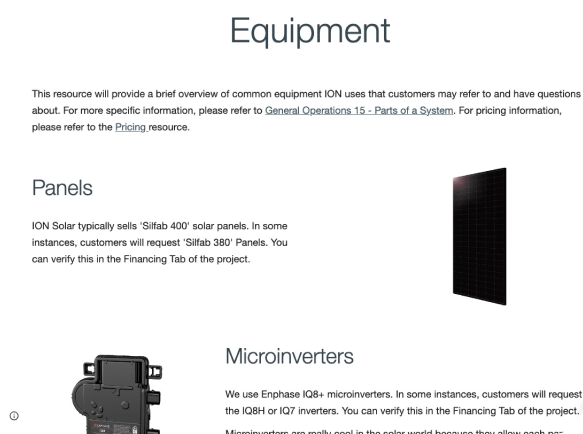 Equipment
This resource will provide a brief overview of common equipment ION uses that customers may refer to and have questions
about. For more specific information, please refer to General Operations 15 - Parts of a System. For pricing information,
please refer to the Pricing resource.
Panels
ION Solar typically sells 'Silfab 400' solar panels. In some
instances, customers will request 'Silfab 380' Panels. You
can verify this in the Financing Tab of the project.
Microinverters
We use Enphase IQ8+ microinverters. In some instances, customers will request
the IQ8H or IQ7 inverters. You can verify this in the Financing Tab of the project.
Microinverters are really cool in the solar world because they allow each